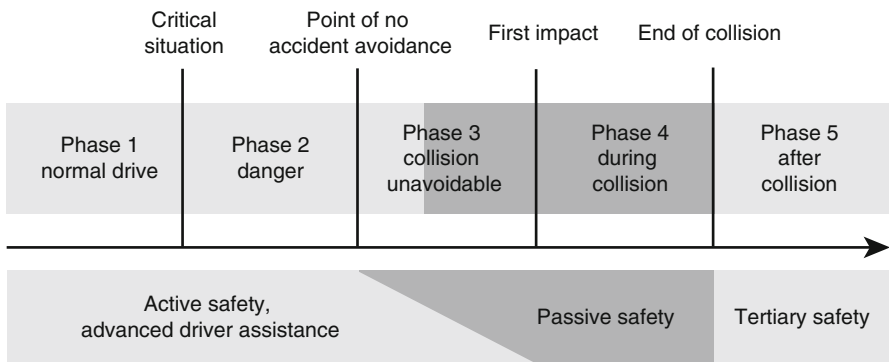 Critical
situation
Point of no
accident avoidance
First impact
End of collision
Phase 1
normal drive
Phase 2
danger
Phase 3
collision
unavoidable
Phase 4
during
collision
Phase 5
after
collision
Active safety,
advanced driver assistance
Passive safety
Tertiary safety